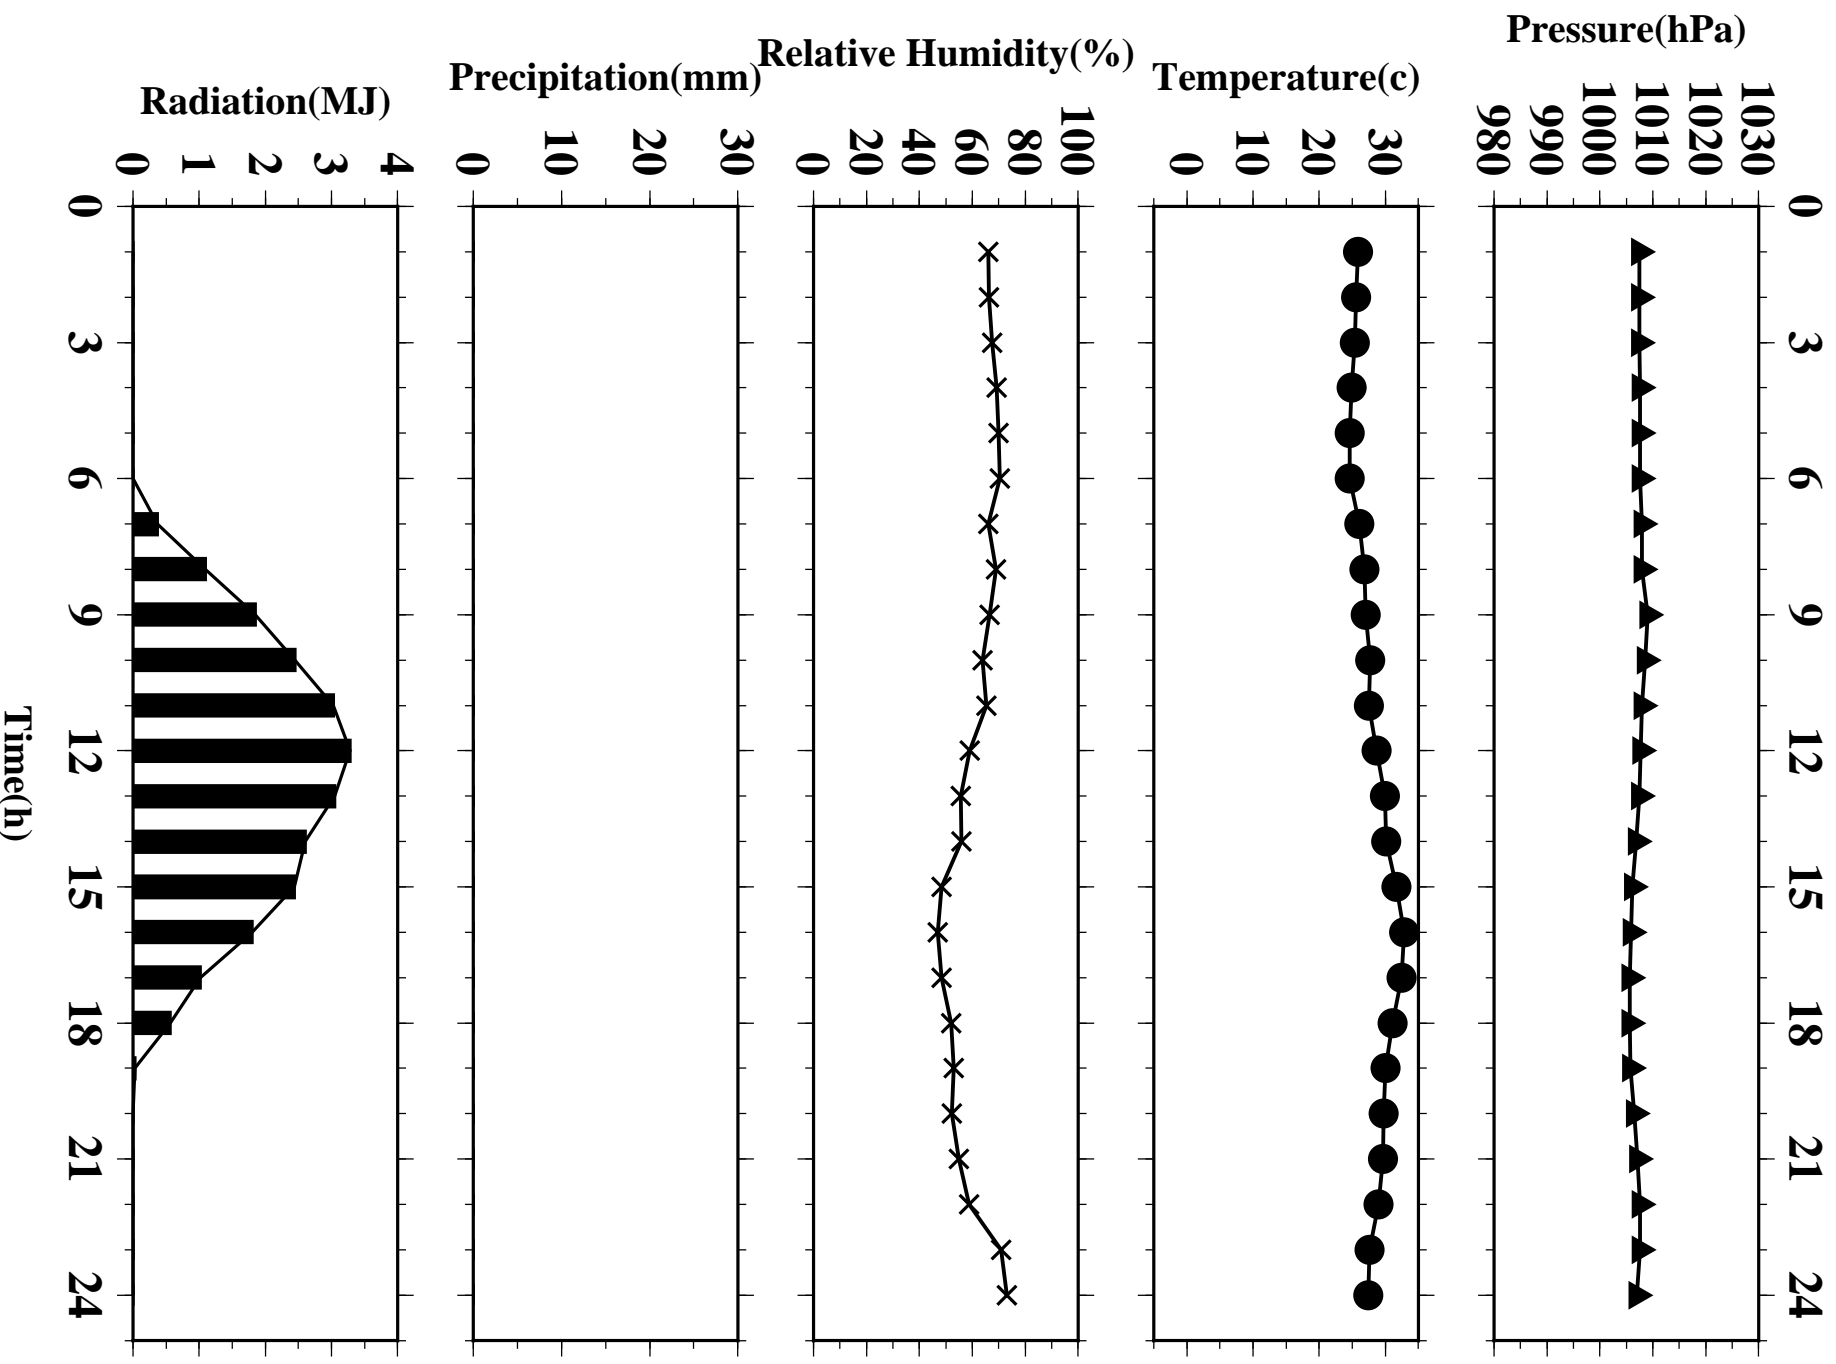 Pressure(hPa)
980 990 1000 1010 1020 1030
Temperature(c)
0 10 20 30
Relative Humidity(%)
0 20 40 60 80 100
Precipitation(mm)
0 10 20 30
Radiation(MJ)
0 1 2 3 4
0 3 6 9 12 15 18 21 24
0 3 6 9 12 15 18 21 24
Time(h)